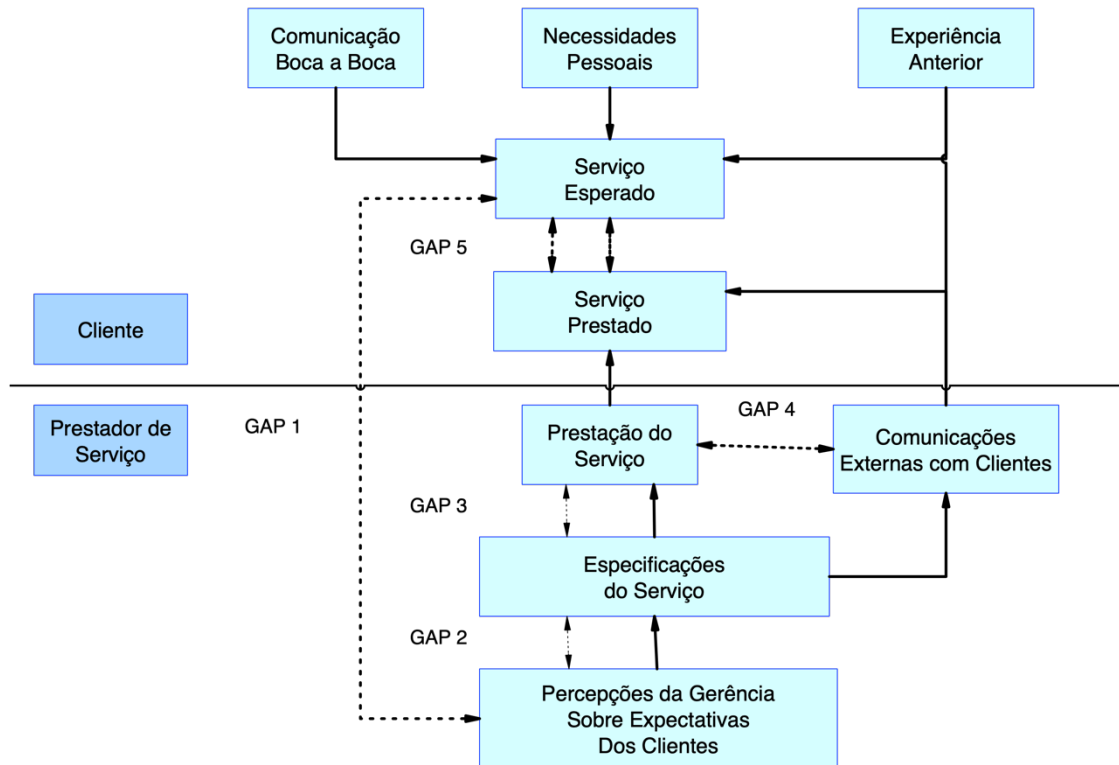 Comunicação
Boca a Boca
Necessidades
Pessoais
Experiência
Anterior
Serviço
Esperado
GAP 5
Serviço
Prestado
Cliente
Prestador de
Serviço
GAP 1
Prestação do
Serviço
GAP 4
Comunicações
Externas com Clientes
GAP 3
Especificações
do Serviço
GAP 2
Percepções da Gerência
Sobre Expectativas
Dos Clientes